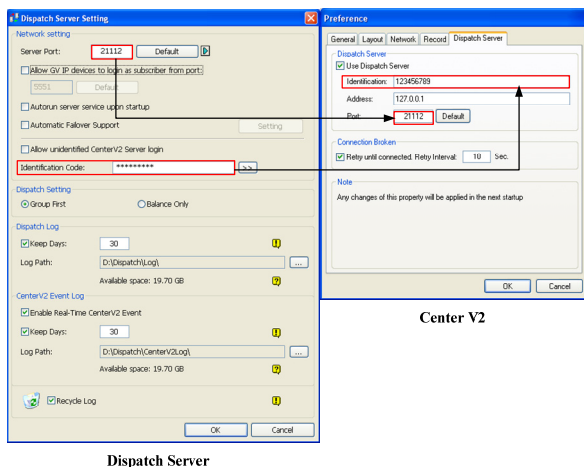 Dispatch Server Setting
Network setting
Server Port: 21112 Default
Allow GV IP devices to login as subscriber from port:
5551 Default
Autorun server service upon startup
Automatic Failover Support Setting
Allow unidentified CenterV2 Server login
Identification Code: ********* >>
Dispatch Setting
Group First Balance Only
Dispatch Log
Keep Days: 30
Log Path: D:\Dispatch\Log\ ...
Available space: 19.70 GB
CenterV2 Event Log
Enable Real-Time CenterV2 Event
Keep Days: 30
Log Path: D:\Dispatch\CenterV2Log\ ...
Available space: 19.70 GB
Recycle Log
OK Cancel
Dispatch Server
Preference
General Layout Network Record Dispatch Server
Dispatch Server
Use Dispatch Server
Identification: 123456789
Address: 127.0.0.1
Port: 21112 Default
Connection Broken
Retry until connected. Retry Interval: 10 Sec.
Note
Any changes of this property will be applied in the next startup
OK Cancel
Center V2